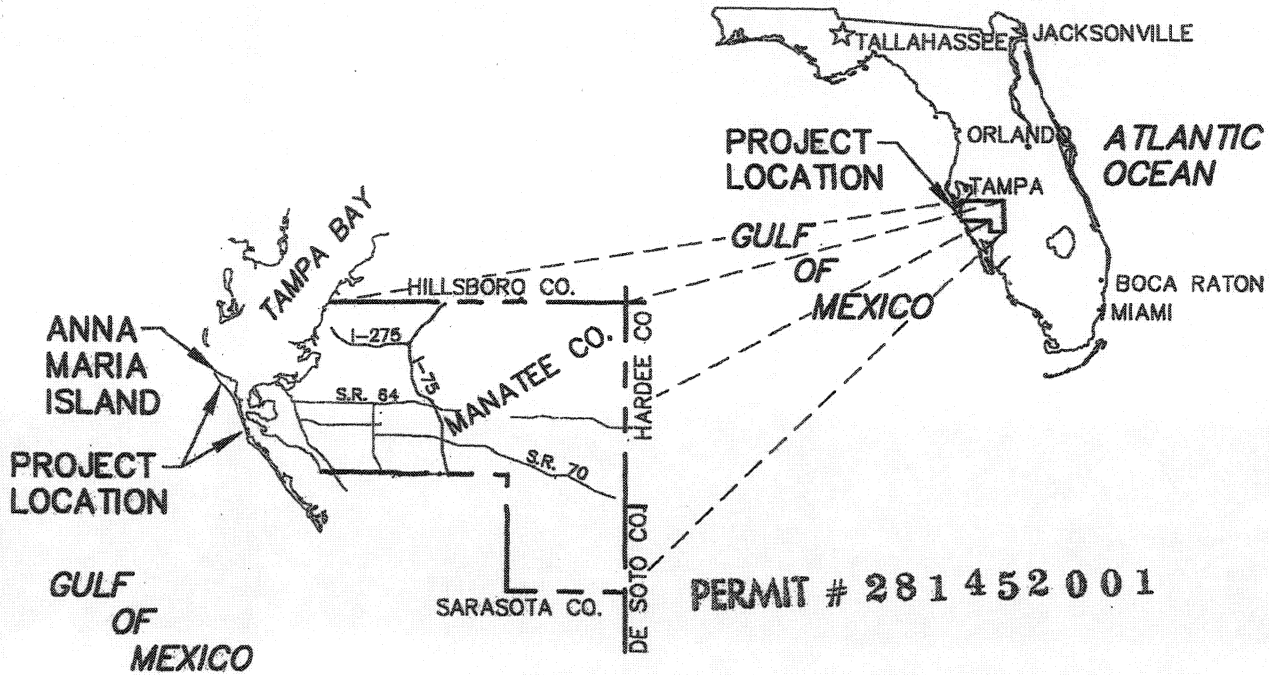 TALLAHASSEE
JACKSONVILLE
PROJECT
LOCATION
ORLANDO
ATLANTIC
OCEAN
TAMPA
GULF
OF
MEXICO
BOCA RATON
MIAMI
TAMPA BAY
HILLSBORO CO.
ANNA
MARIA
ISLAND
I-275
I-75
MANATEE CO.
HARDEE CO
S.R. 64
PROJECT
LOCATION
S.R. 70
DE SOTO CO.
SARASOTA CO.
GULF
OF
MEXICO
PERMIT # 281452001